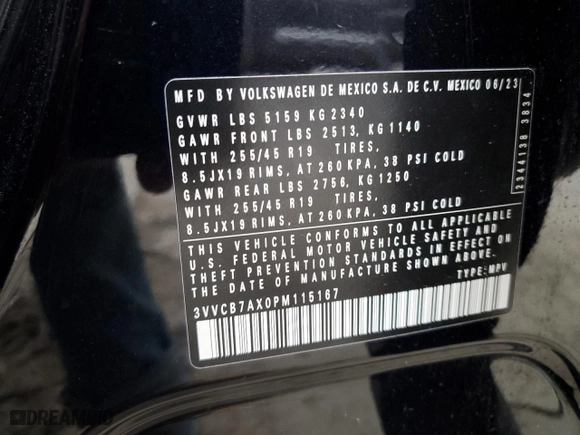 MFD BY VOLKSWAGEN DE MEXICO S.A. DE C.V. MEXICO 06/23
GVWR LBS 5159 KG 2340
GAWR FRONT LBS 2513, KG 1140
WITH 255/45 R19 TIRES,
8.5JX19 RIMS, AT 260 KPA, 38 PSI COLD
GAWR REAR LBS 2756, KG 1250
WITH 255/45 R19 TIRES,
8.5JX19 RIMS, AT 260 KPA, 38 PSI COLD
THIS VEHICLE CONFORMS TO ALL APPLICABLE
U.S. FEDERAL MOTOR VEHICLE SAFETY AND
THEFT PREVENTION STANDARDS IN EFFECT ON
THE DATE OF MANUFACTURE SHOWN ABOVE.
TYPE: MPV
3VVCB7AX0PM115167
2344138 3834
DREAMBID